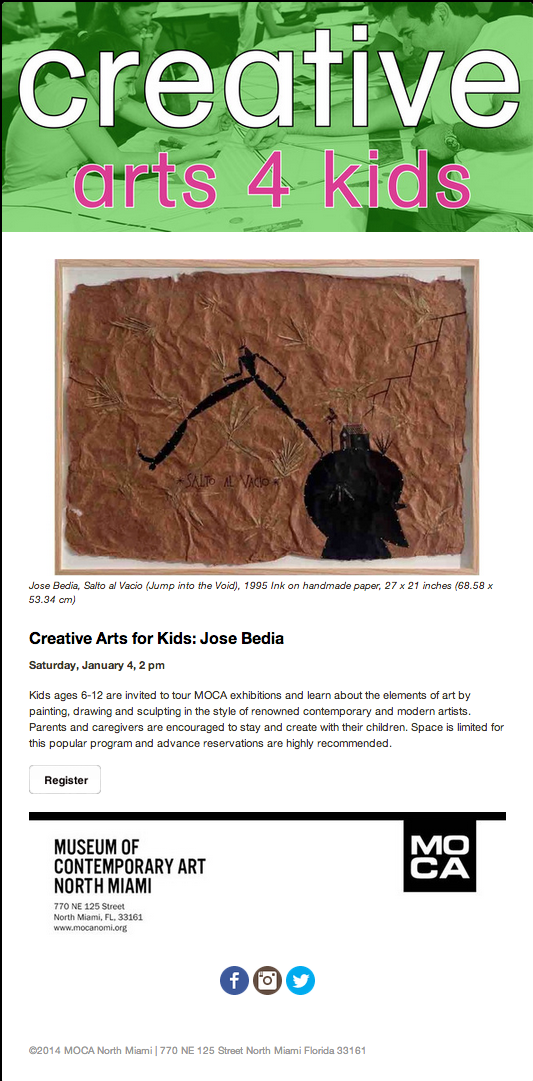 creative
arts 4 kids
*SALTO AL VACIO*
Jose Bedia, Salto al Vacio (Jump into the Void), 1995 Ink on handmade paper, 27 x 21 inches (68.58 x
53.34 cm)
Creative Arts for Kids: Jose Bedia
Saturday, January 4, 2 pm
Kids ages 6-12 are invited to tour MOCA exhibitions and learn about the elements of art by
painting, drawing and sculpting in the style of renowned contemporary and modern artists.
Parents and caregivers are encouraged to stay and create with their children. Space is limited for
this popular program and advance reservations are highly recommended.
Register
MUSEUM OF
CONTEMPORARY ART
NORTH MIAMI
770 NE 125 Street
North Miami, FL, 33161
www.mocanomi.org
MO
CA
©2014 MOCA North Miami | 770 NE 125 Street North Miami Florida 33161